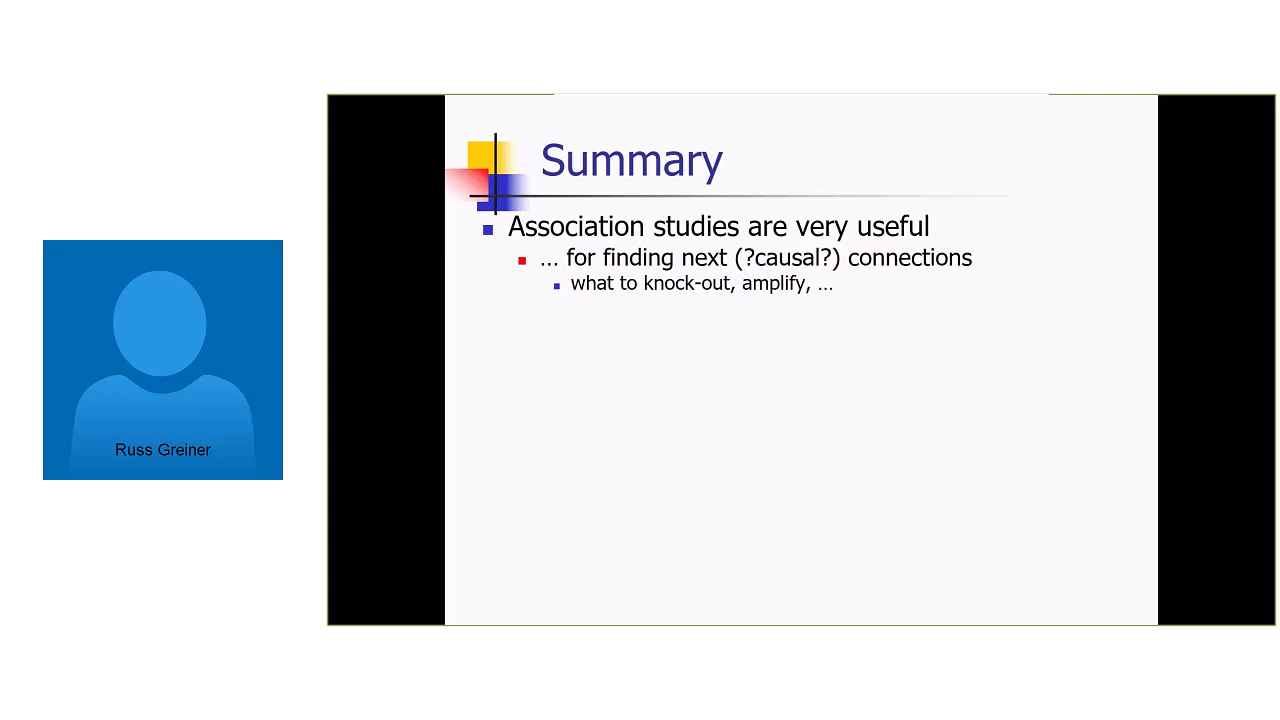 Summary
Association studies are very useful
… for finding next (?causal?) connections
what to knock-out, amplify, …
Russ Greiner